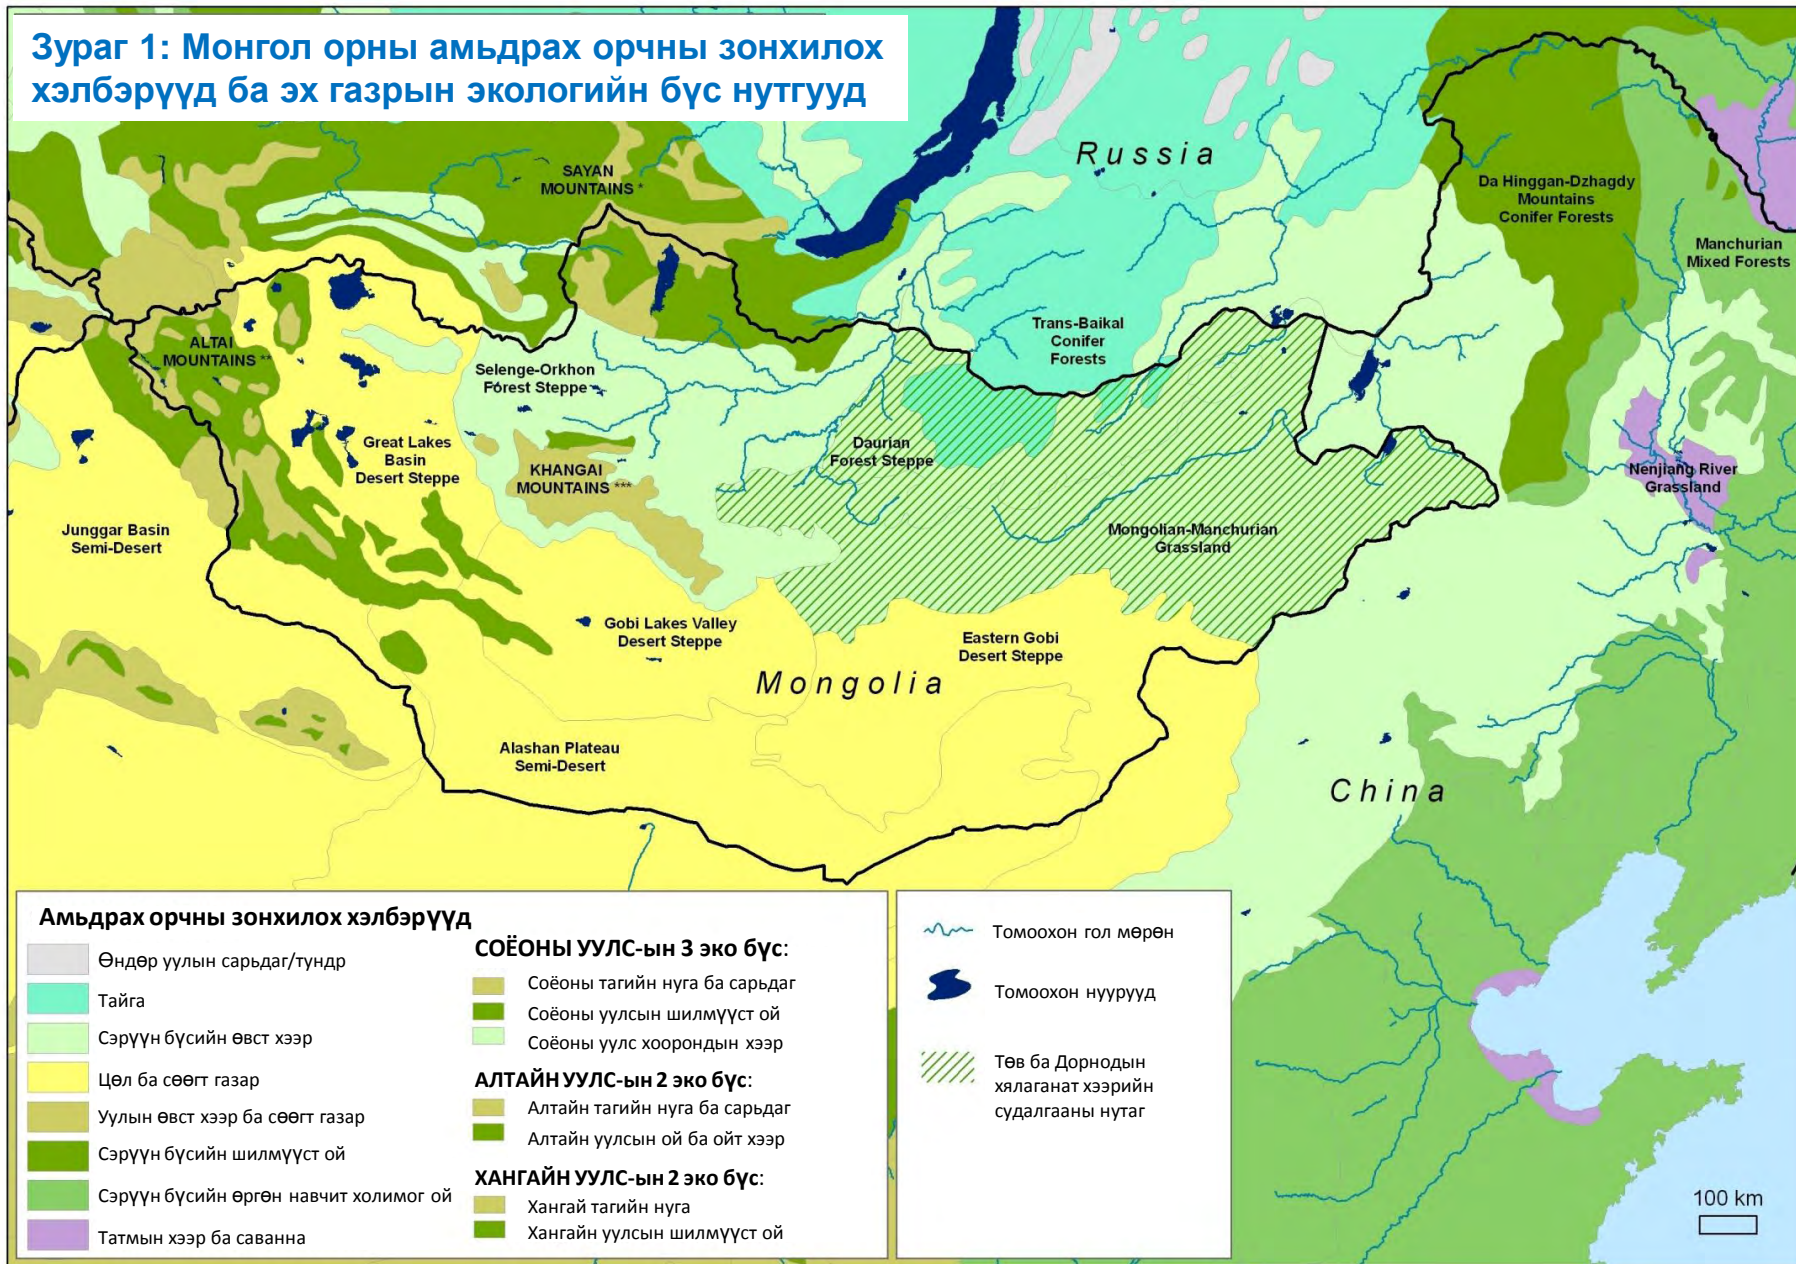 Зураг 1: Монгол орны амьдрах орчны зонхилох
хэлбэрүүд ба эх газрын экологийн бүс нутгууд
Russia
SAYAN
MOUNTAINS *
Da Hinggan-Dzhagdy
Mountains
Conifer Forests
Manchurian
Mixed Forests
ALTAI
MOUNTAINS **
Trans-Baikal
Conifer
Forests
Selenge-Orkhon
Forest Steppe
Great Lakes
Basin
Desert Steppe
KHANGAI
MOUNTAINS ***
Daurian
Forest Steppe
Nenjiang River
Grassland
Junggar Basin
Semi-Desert
Mongolian-Manchurian
Grassland
Gobi Lakes Valley
Desert Steppe
Eastern Gobi
Desert Steppe
Mongolia
Alashan Plateau
Semi-Desert
China
Амьдрах орчны зонхилох хэлбэрүүд
Өндөр уулын сарьдаг/тундр
Тайга
Сэрүүн бүсийн өвст хээр
Цөл ба сөөгт газар
Уулын өвст хээр ба сөөгт газар
Сэрүүн бүсийн шилмүүст ой
Сэрүүн бүсийн өргөн навчит холимог ой
Татмын хээр ба саванна
СОЁОНЫ УУЛС-ын 3 эко бүс:
Соёоны тагийн нуга ба сарьдаг
Соёоны уулсын шилмүүст ой
Соёоны уулс хоорондын хээр
АЛТАЙН УУЛС-ын 2 эко бүс:
Алтайн тагийн нуга ба сарьдаг
Алтайн уулсын ой ба ойт хээр
ХАНГАЙН УУЛС-ын 2 эко бүс:
Хангай тагийн нуга
Хангайн уулсын шилмүүст ой
Томоохон гол мөрөн
Томоохон нуурууд
Төв ба Дорнодын
хялаганат хээрийн
судалгааны нутаг
100 km